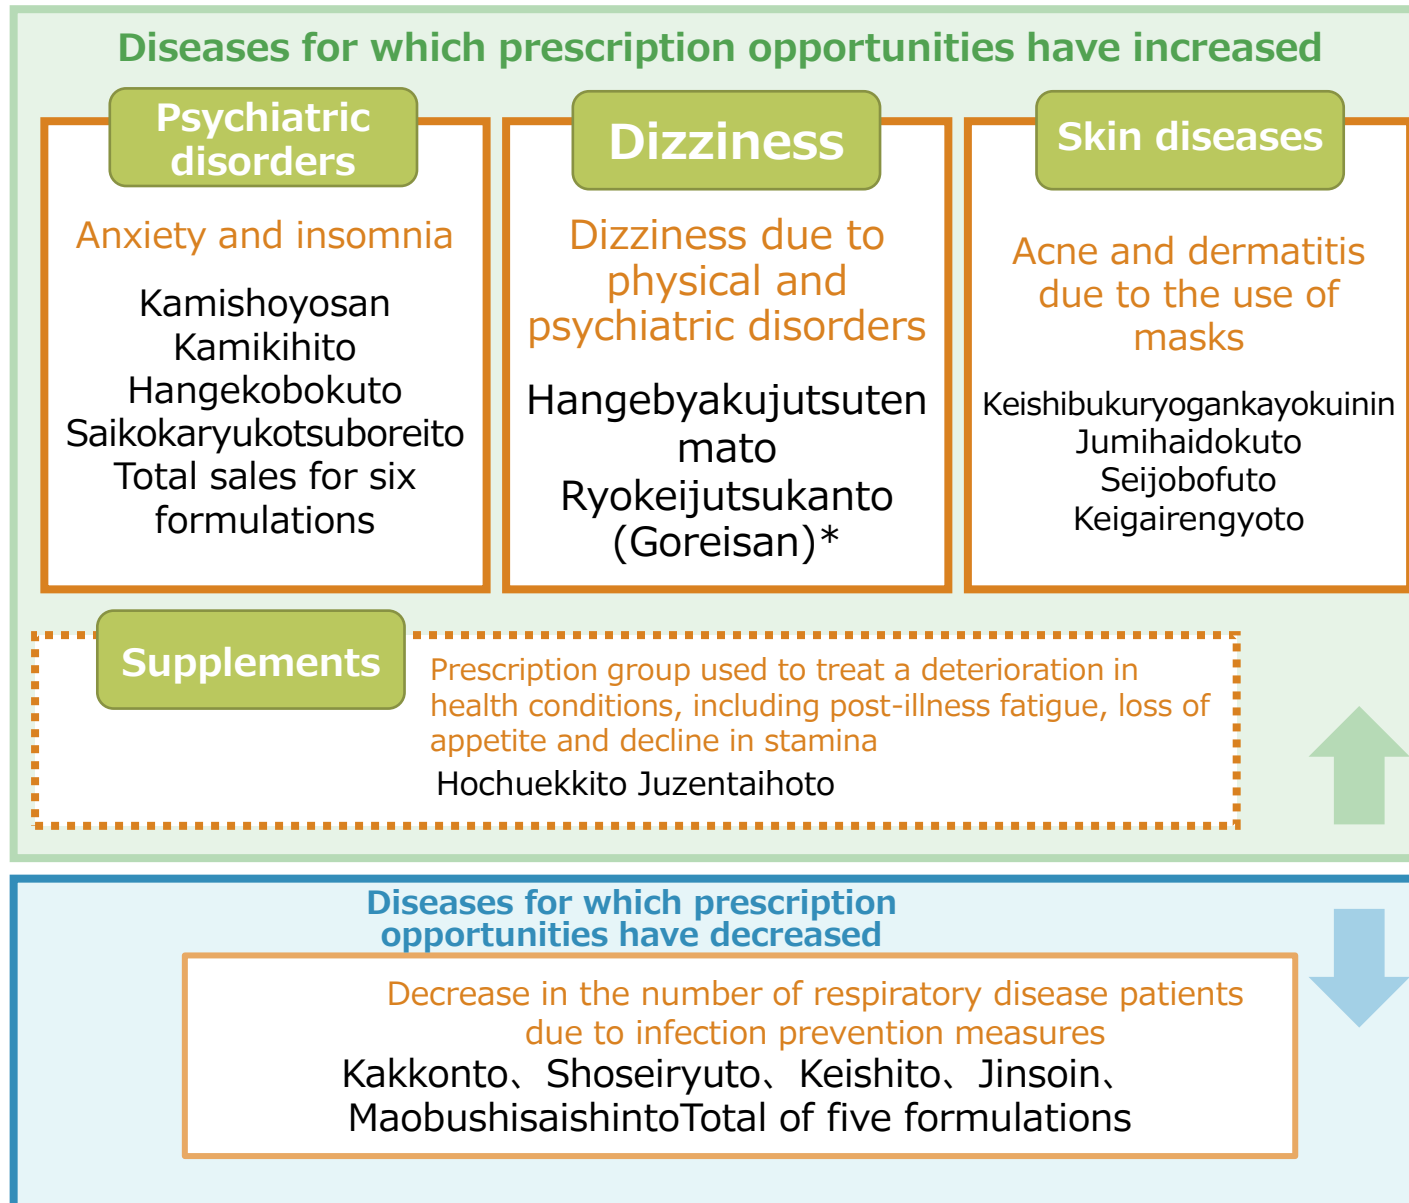 Diseases for which prescription opportunities have increased
Psychiatric
disorders
Anxiety and insomnia
Kamishoyosan
Kamikihito
Hangekobokuto
Saikokaryukotsuboreito
Total sales for six
formulations
Dizziness
Dizziness due to
physical and
psychiatric disorders
Hangebyakujutsuten
mato
Ryokeijutsukanto
(Goreisan)*
Skin diseases
Acne and dermatitis
due to the use of
masks
Keishibukuryogankayokuinin
Jumihaidokuto
Seijobofuto
Keigairengyoto
Supplements
Prescription group used to treat a deterioration in
health conditions, including post-illness fatigue, loss of
appetite and decline in stamina
Hochuekkito Juzentaihoto
Diseases for which prescription
opportunities have decreased
Decrease in the number of respiratory disease patients
due to infection prevention measures
Kakkonto、Shoseiryuto、Keishito、Jinsoin、
MaobushisaishintoTotal of five formulations